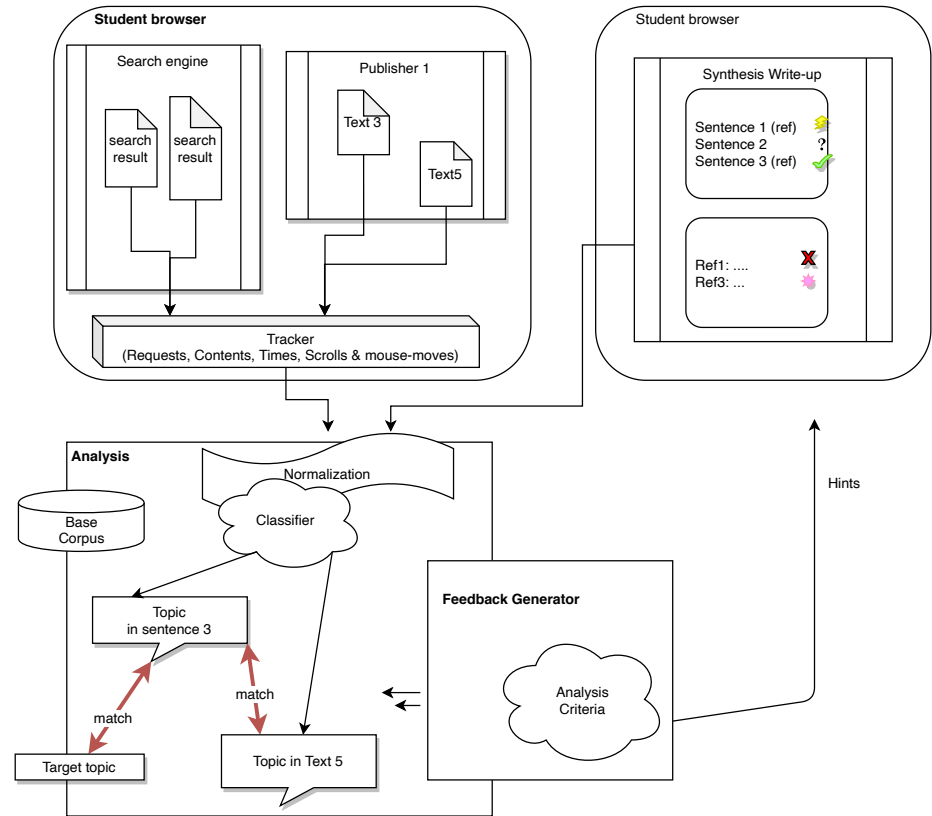 Student browser
Search engine
search
result
search
result
Publisher 1
Text 3
Text5
Tracker
(Requests, Contents, Times, Scrolls & mouse-moves)
Student browser
Synthesis Write-up
Sentence 1 (ref)
Sentence 2 ?
Sentence 3 (ref)
Ref1: .... X
Ref3: ...
Analysis
Normalization
Classifier
Base
Corpus
Topic
in sentence 3
match
match
Target topic
Topic in Text 5
Feedback Generator
Analysis
Criteria
Hints